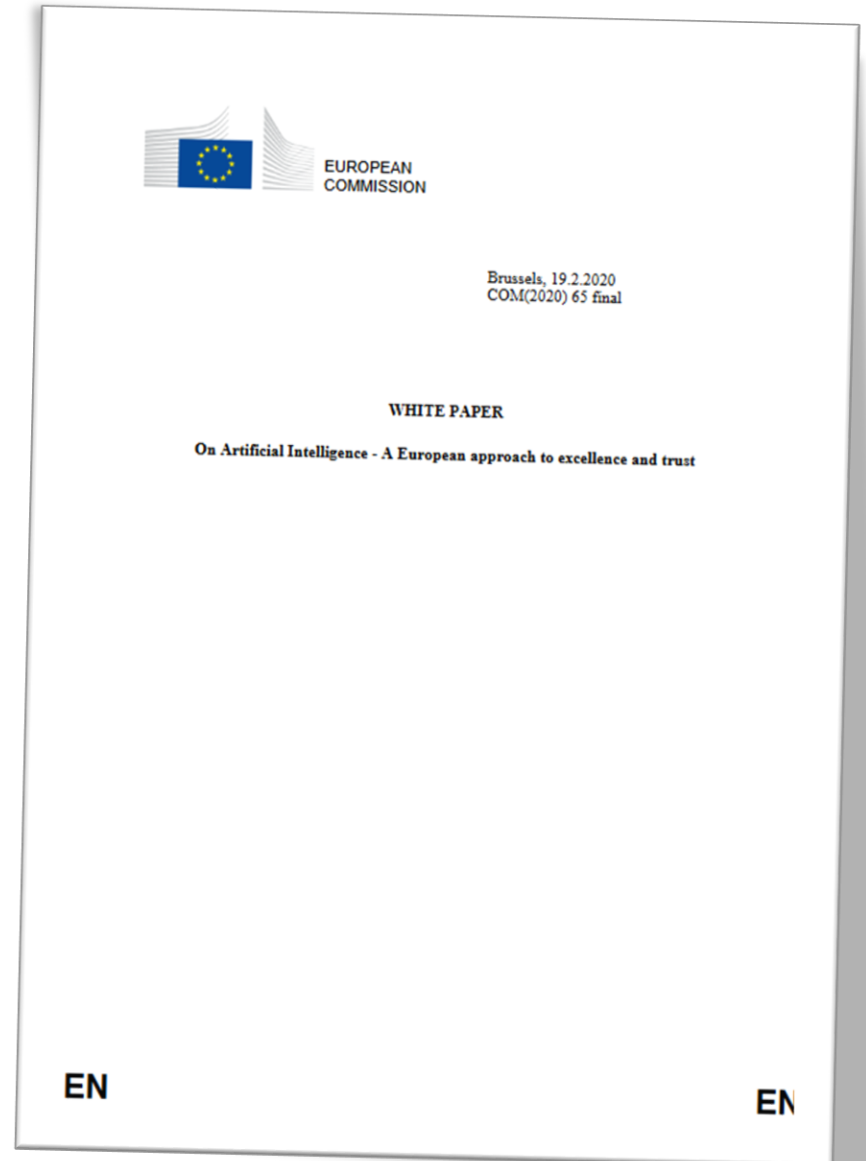 EUROPEAN
COMMISSION
Brussels, 19.2.2020
COM(2020) 65 final
WHITE PAPER
On Artificial Intelligence - A European approach to excellence and trust
EN
EN